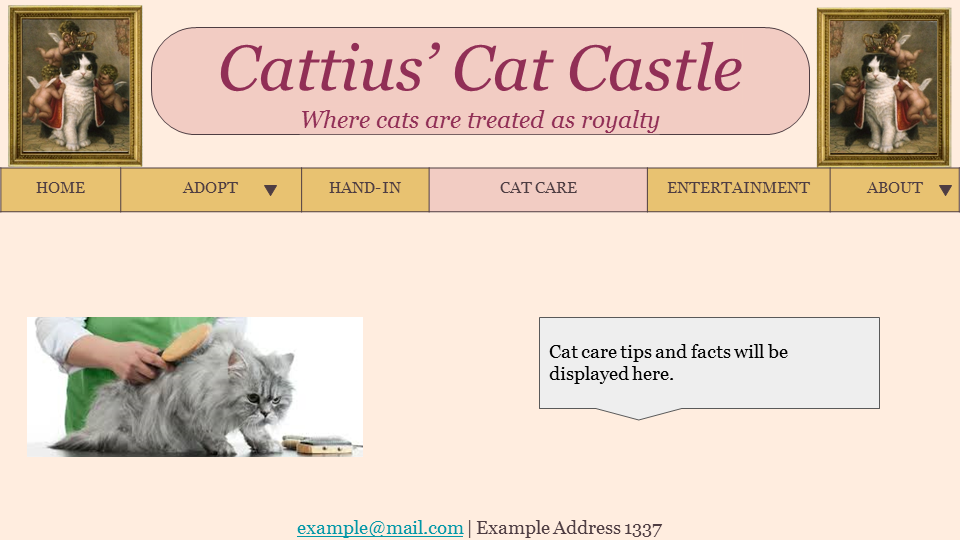 Cattius’ Cat Castle
Where cats are treated as royalty
HOME
ADOPT
HAND-IN
CAT CARE
ENTERTAINMENT
ABOUT
Cat care tips and facts will be
displayed here.
example@mail.com | Example Address 1337